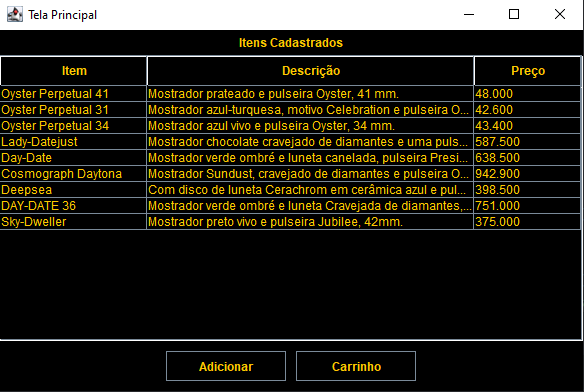 Tela Principal
Itens Cadastrados
Item Descrição Preço
Oyster Perpetual 41 Mostrador prateado e pulseira Oyster, 41 mm. 48.000
Oyster Perpetual 31 Mostrador azul-turquesa, motivo Celebration e pulseira O... 42.600
Oyster Perpetual 34 Mostrador azul vivo e pulseira Oyster, 34 mm. 43.400
Lady-Datejust Mostrador chocolate cravejado de diamantes e uma puls... 587.500
Day-Date Mostrador verde ombré e luneta canelada, pulseira Presi... 638.500
Cosmograph Daytona Mostrador Sundust, cravejado de diamantes e pulseira O... 942.900
Deepsea Com disco de luneta Cerachrom em cerâmica azul e pul... 398.500
DAY-DATE 36 Mostrador verde ombré e luneta Cravejada de diamantes,... 751.000
Sky-Dweller Mostrador preto vivo e pulseira Jubilee, 42mm. 375.000
Adicionar Carrinho